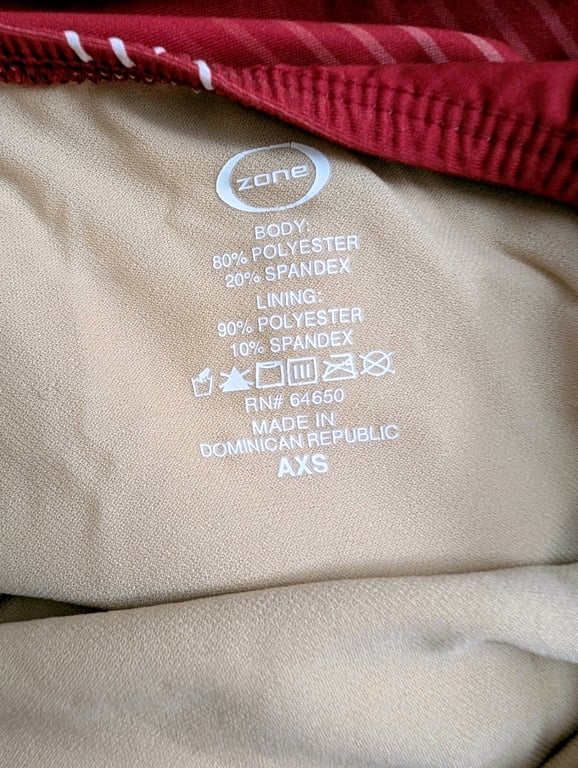 zone
BODY:
80% POLYESTER
20% SPANDEX
LINING:
90% POLYESTER
10% SPANDEX
RN# 64650
MADE IN
DOMINICAN REPUBLIC
AXS